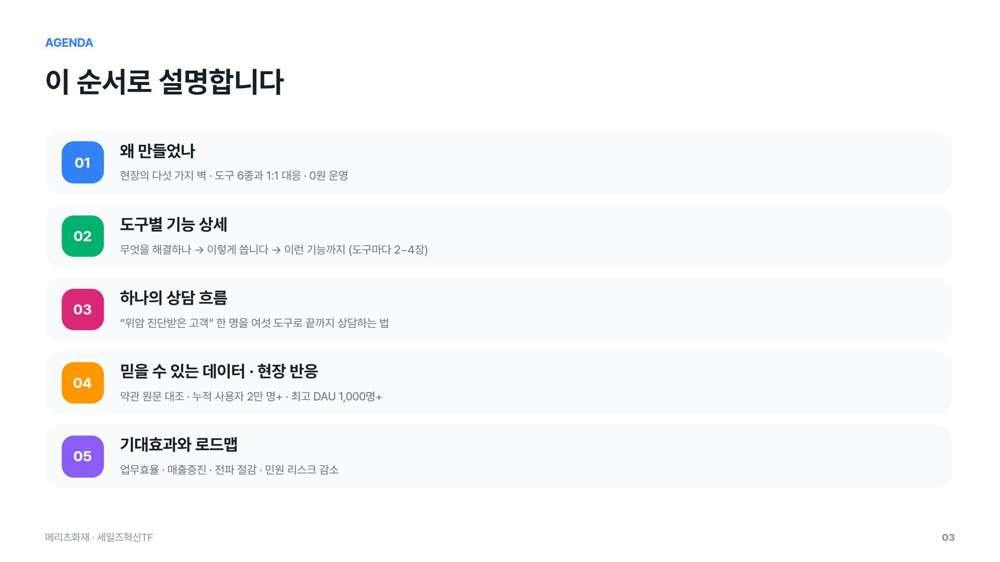 AGENDA
이 순서로 설명합니다
01
왜 만들었나
현장의 다섯 가지 벽 · 도구 6종과 1:1 대응 · 0원 운영
02
도구별 기능 상세
무엇을 해결하나 → 이렇게 씁니다 → 이런 기능까지 (도구마다 2~4장)
03
하나의 상담 흐름
“위암 진단받은 고객” 한 명을 여섯 도구로 끝까지 상담하는 법
04
믿을 수 있는 데이터 · 현장 반응
약관 원문 대조 · 누적 사용자 2만 명+ · 최고 DAU 1,000명+
05
기대효과와 로드맵
업무효율 · 매출증진 · 전파 절감 · 민원 리스크 감소
메리츠화재 · 세일즈혁신TF
03